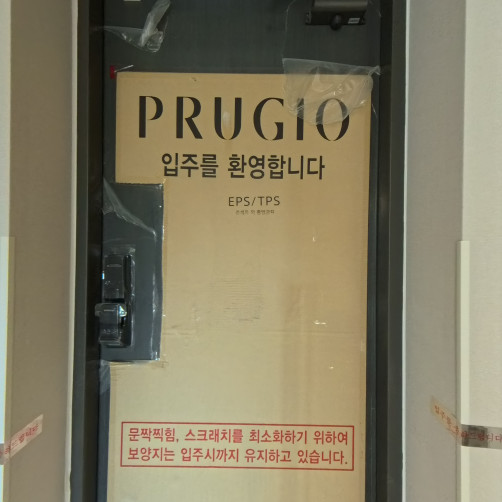 PRUGIO
입주를 환영합니다
EPS/TPS
문짝찍힘, 스크래치를 최소화하기 위하여
보양지는 입주시까지 유지하고 있습니다.